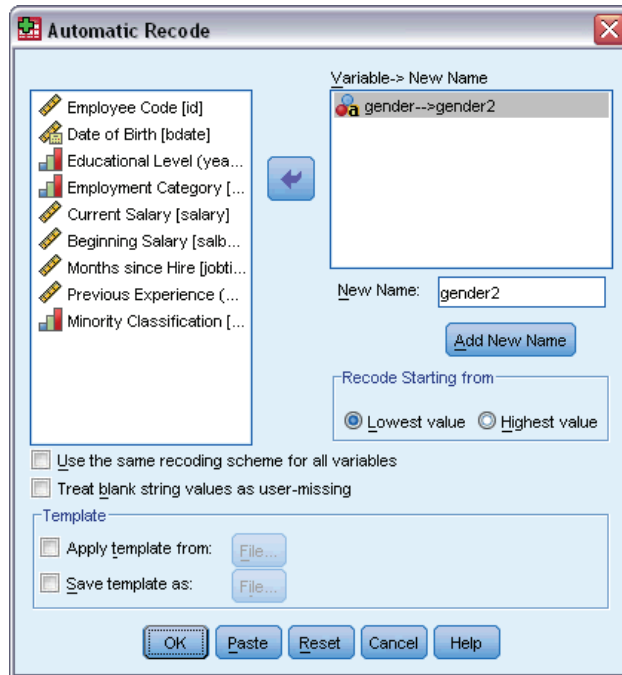 Automatic Recode
Variable-> New Name
Employee Code [id]
Date of Birth [bdate]
Educational Level (yea...
Employment Category [...
Current Salary [salary]
Beginning Salary [salb...
Months since Hire [jobti...
Previous Experience (...
Minority Classification [...
a gender-->gender2
New Name: gender2
Add New Name
Recode Starting from
Lowest value Highest value
Use the same recoding scheme for all variables
Treat blank string values as user-missing
Template
Apply template from: File...
Save template as: File...
OK Paste Reset Cancel Help